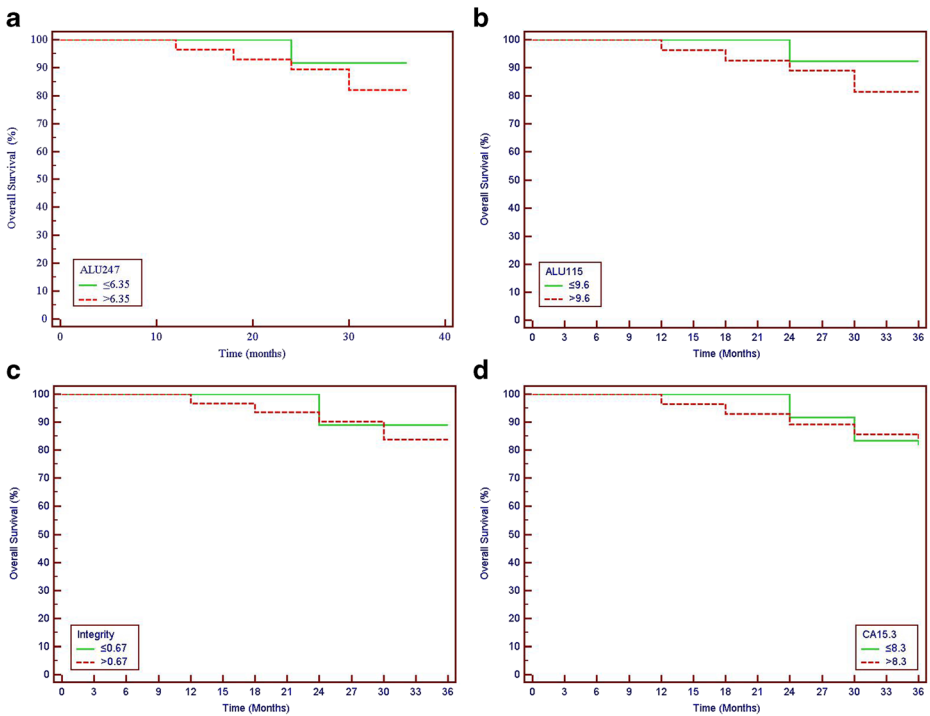 a
100
90
80
70
60
50
40
30
20
10
0
Overall Survival (%)
ALU247
≤6.35
>6.35
0 10 20 30 40
Time (months)
b
100
90
80
70
60
50
40
30
20
10
0
Overall Survival (%)
ALU115
≤9.6
>9.6
0 3 6 9 12 15 18 21 24 27 30 33 36
Time (Months)
c
100
90
80
70
60
50
40
30
20
10
0
Overall Survival (%)
Integrity
≤0.67
>0.67
0 3 6 9 12 15 18 21 24 27 30 33 36
Time (Months)
d
100
90
80
70
60
50
40
30
20
10
0
Overall Survival (%)
CA15.3
≤8.3
>8.3
0 3 6 9 12 15 18 21 24 27 30 33 36
Time (Months)